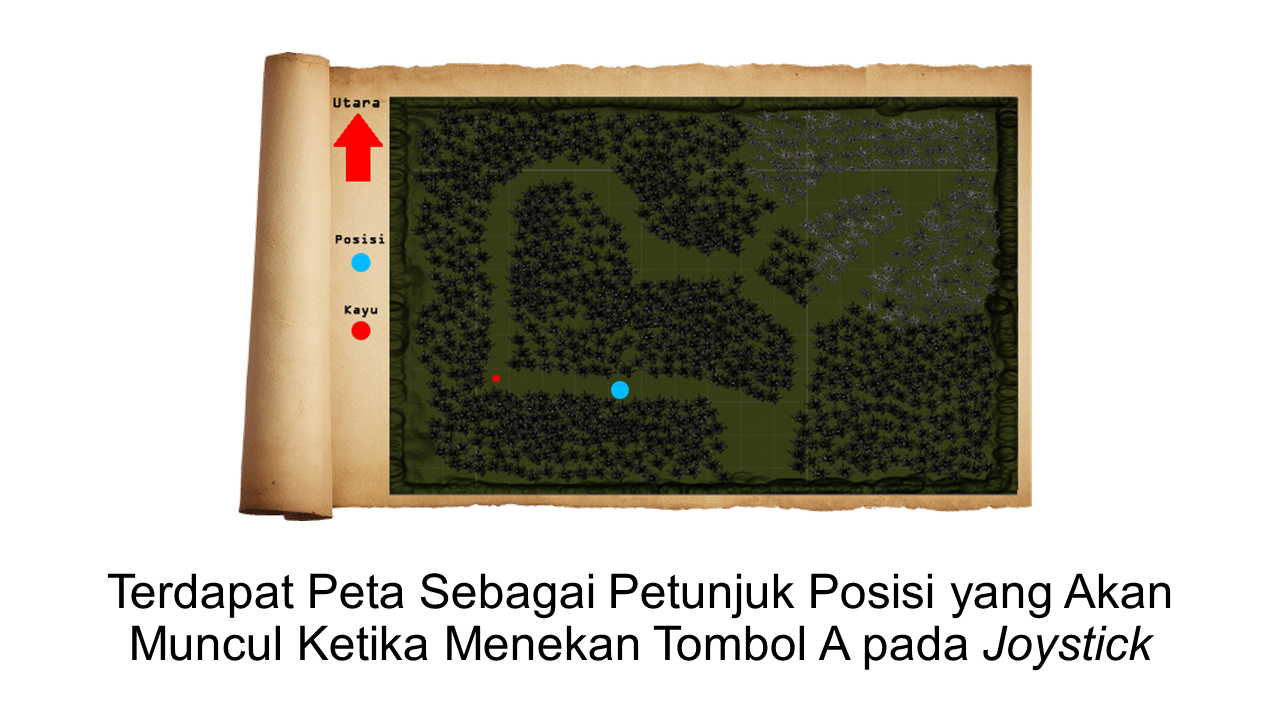 Utara
Posisi
Kayu
Terdapat Peta Sebagai Petunjuk Posisi yang Akan
Muncul Ketika Menekan Tombol A pada Joystick